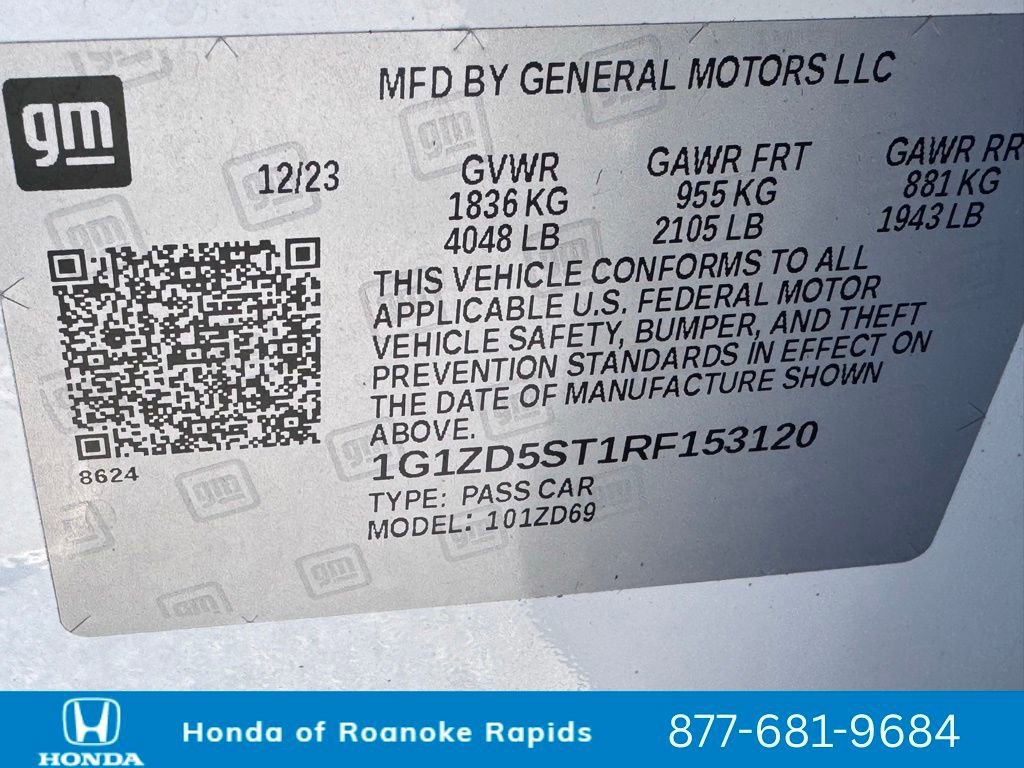 gm
MFD BY GENERAL MOTORS LLC
12/23
GVWR
1836 KG
4048 LB
GAWR FRT
955 KG
2105 LB
GAWR RR
881 KG
1943 LB
THIS VEHICLE CONFORMS TO ALL
APPLICABLE U.S. FEDERAL MOTOR
VEHICLE SAFETY, BUMPER, AND THEFT
PREVENTION STANDARDS IN EFFECT ON
THE DATE OF MANUFACTURE SHOWN
ABOVE.
8624
1G1ZD5ST1RF153120
TYPE: PASS CAR
MODEL: 101ZD69
HONDA
Honda of Roanoke Rapids
877-681-9684